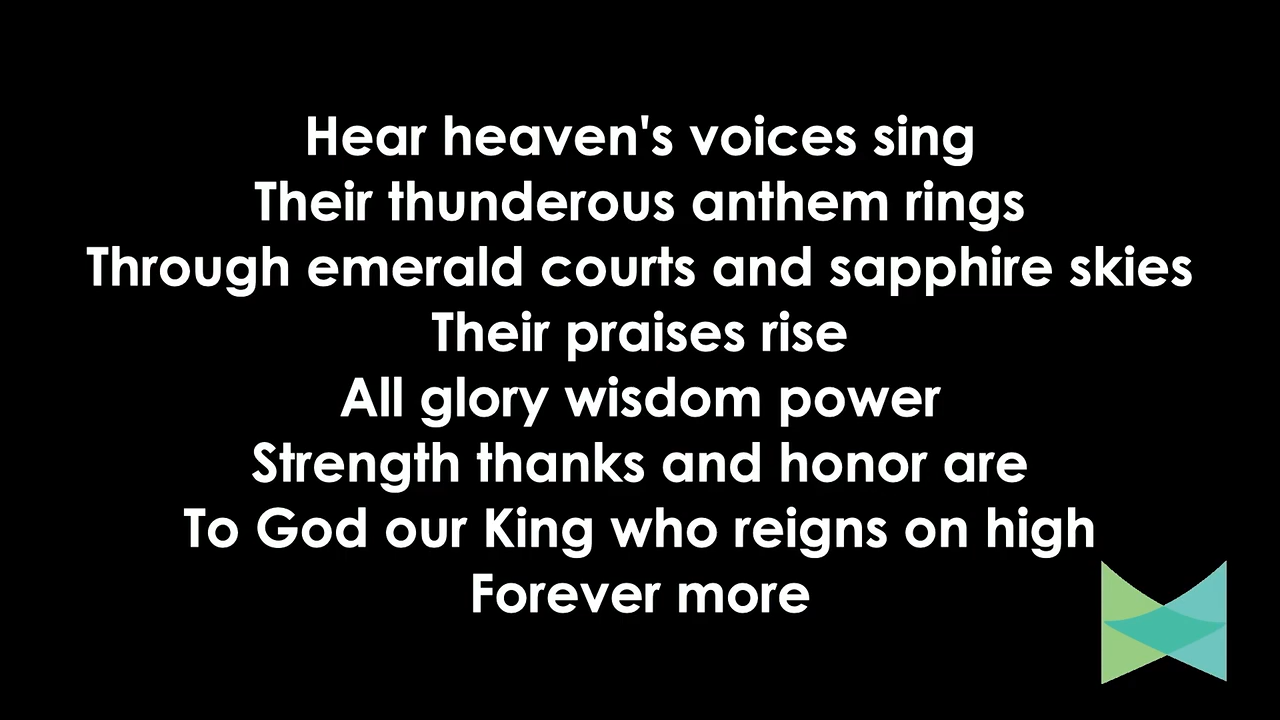 Hear heaven's voices sing
Their thunderous anthem rings
Through emerald courts and sapphire skies
Their praises rise
All glory wisdom power
Strength thanks and honor are
To God our King who reigns on high
Forever more